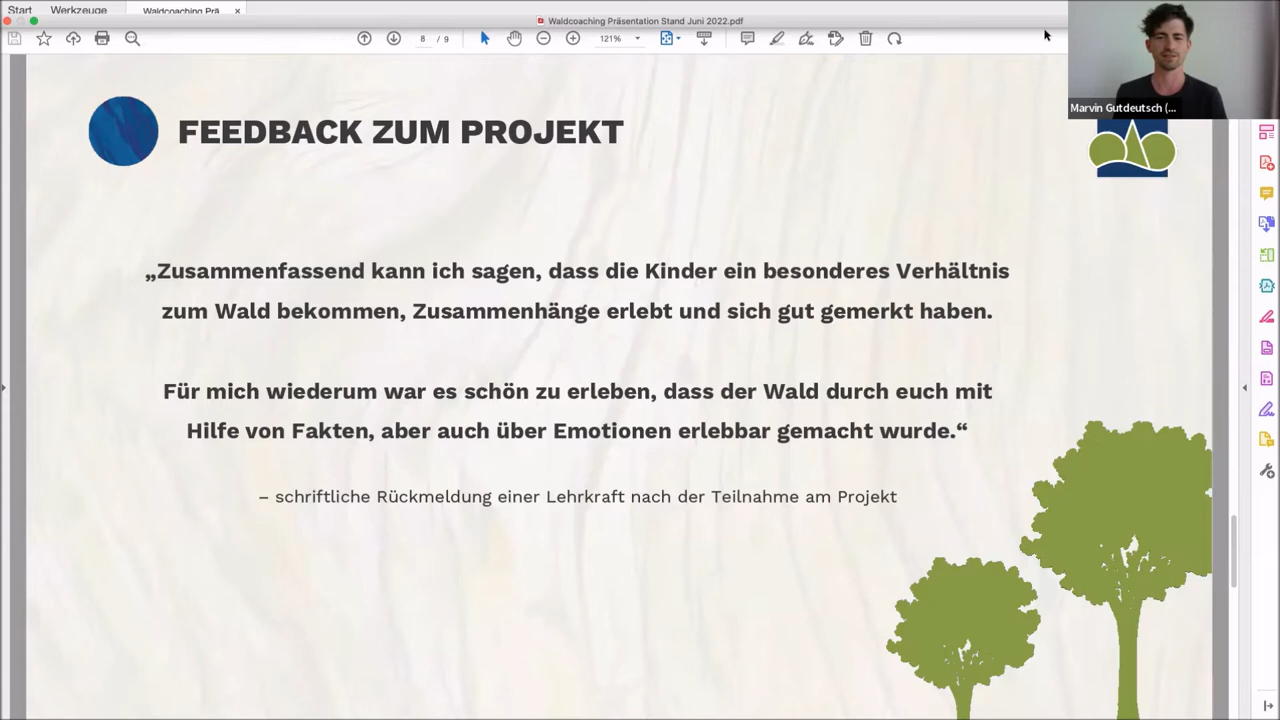 Start
Werkzeuge
Waldcoaching Prä... ×
Waldcoaching Präsentation Stand Juni 2022.pdf
8 / 9
121%
Marvin Gutdeutsch (...
FEEDBACK ZUM PROJEKT
„Zusammenfassend kann ich sagen, dass die Kinder ein besonderes Verhältnis
zum Wald bekommen, Zusammenhänge erlebt und sich gut gemerkt haben.
Für mich wiederum war es schön zu erleben, dass der Wald durch euch mit
Hilfe von Fakten, aber auch über Emotionen erlebbar gemacht wurde.“
– schriftliche Rückmeldung einer Lehrkraft nach der Teilnahme am Projekt